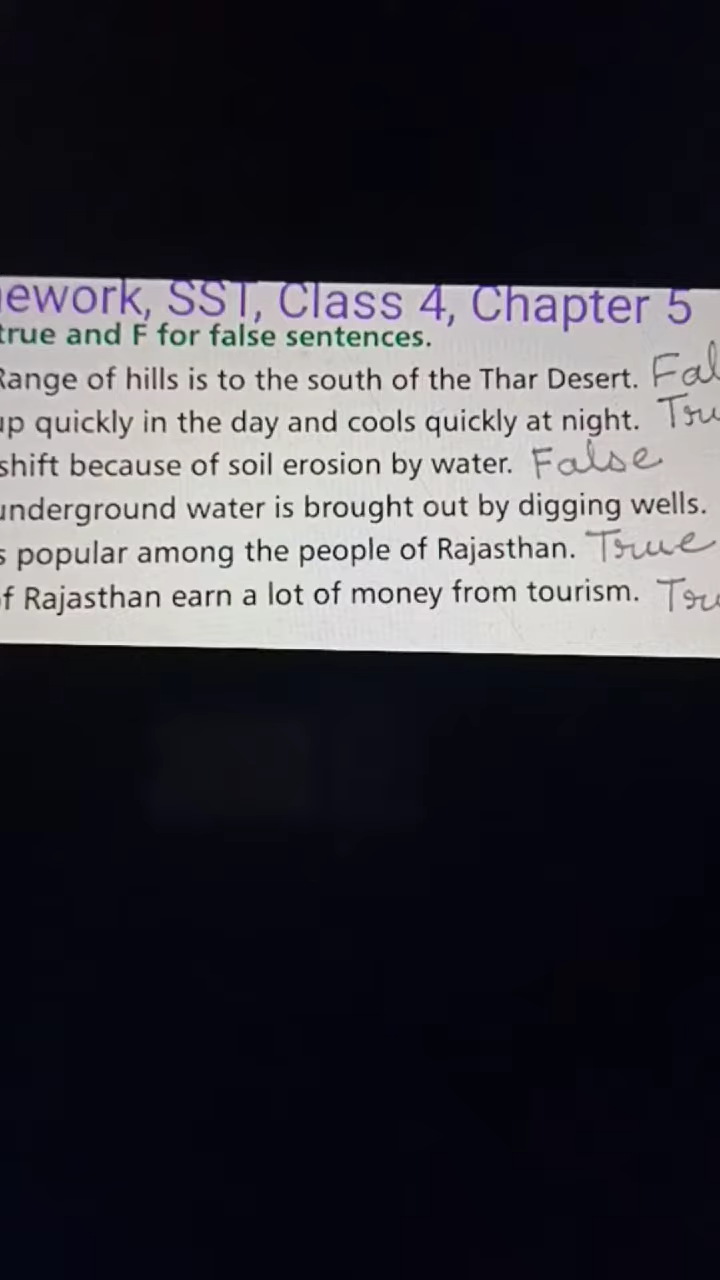 ework, SST, Class 4, Chapter 5
true and F for false sentences.
Range of hills is to the south of the Thar Desert. Fal
up quickly in the day and cools quickly at night. Tru
shift because of soil erosion by water. False
underground water is brought out by digging wells.
s popular among the people of Rajasthan. True
of Rajasthan earn a lot of money from tourism. Tru